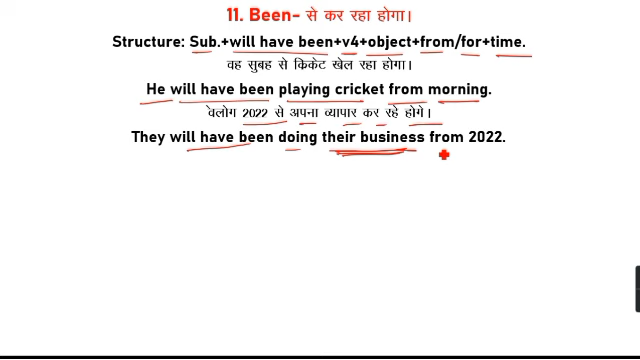 11. Been- से कर रहा होगा।
Structure: Sub.+will have been+v4+object+from/for+time.
वह सुबह से किकेट खेल रहा होगा।
He will have been playing cricket from morning.
वेलोग 2022 से अपना व्यापार कर रहे होगे।
They will have been doing their business from 2022.